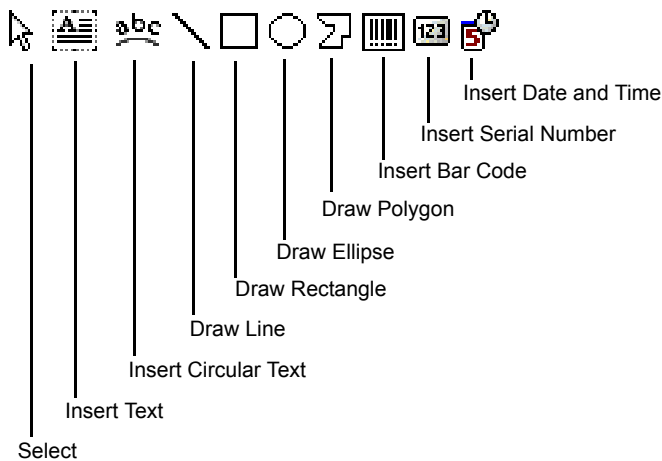 A abc 123 5
Insert Date and Time
Insert Serial Number
Insert Bar Code
Draw Polygon
Draw Ellipse
Draw Rectangle
Draw Line
Insert Circular Text
Insert Text
Select